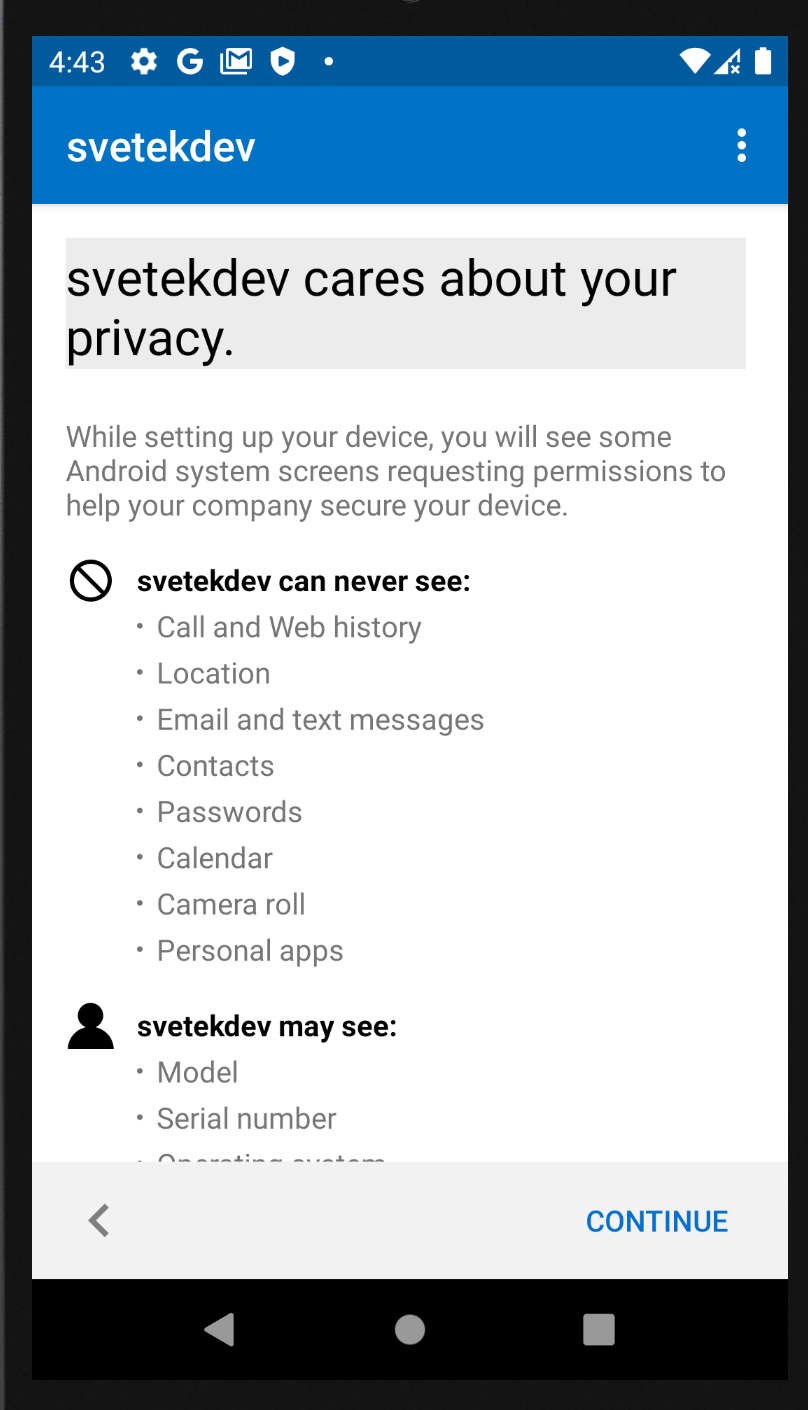 4:43
svetekdev
svetekdev cares about your
privacy.
While setting up your device, you will see some
Android system screens requesting permissions to
help your company secure your device.
svetekdev can never see:
• Call and Web history
• Location
• Email and text messages
• Contacts
• Passwords
• Calendar
• Camera roll
• Personal apps
svetekdev may see:
• Model
• Serial number
• Operating system
CONTINUE